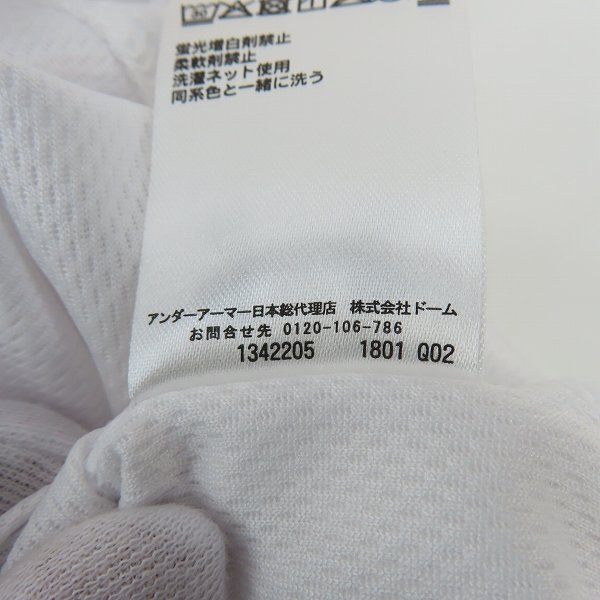 蛍光増白剤禁止
柔軟剤禁止
洗濯ネット使用
同系色と一緒に洗う
アンダーアーマー日本総代理店 株式会社ドーム
お問合せ先 0120-106-786
1342205 1801 Q02